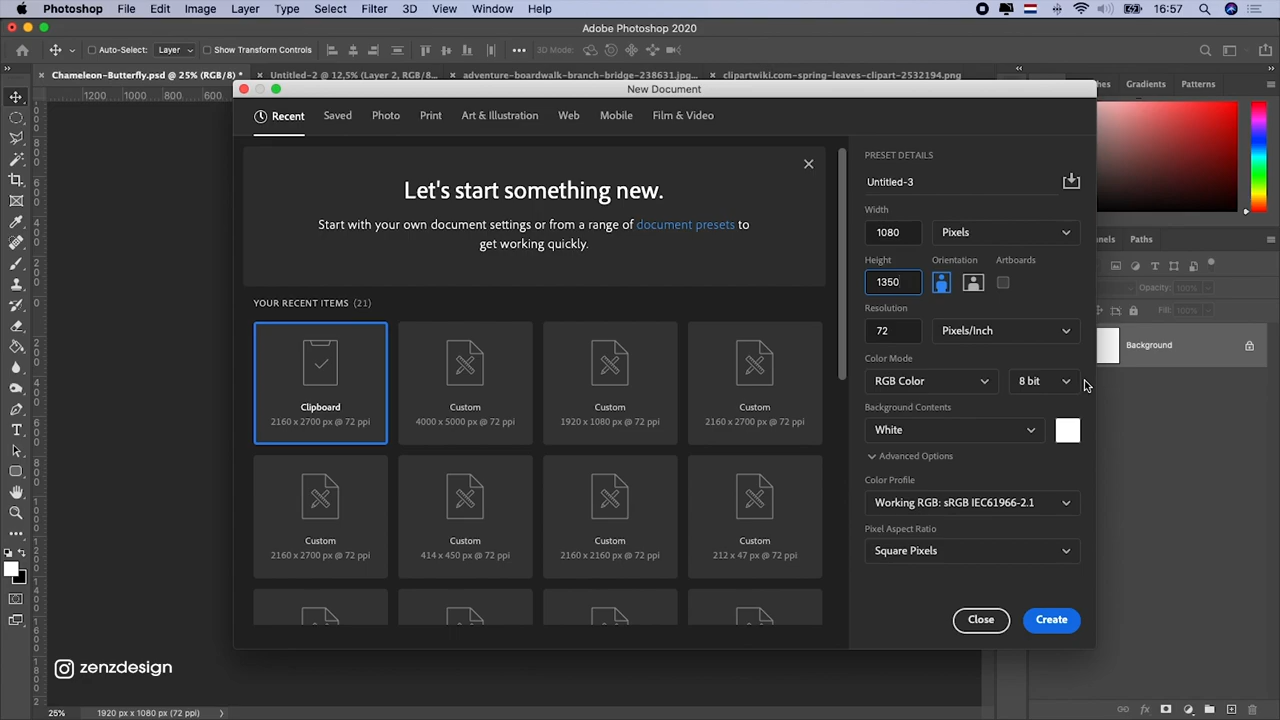 Photoshop File Edit Image Layer Type Select Filter 3D View Window Help 16:57
Adobe Photoshop 2020
Auto-Select: Layer Show Transform Controls 3D Mode:
Chameleon-Butterfly.psd @ 25% (RGB/8) * Untitled-2 @ 12,5% (Layer 2, RGB/8... adventure-boardwalk-branch-bridge-238631.jpg... clipartwiki.com-spring-leaves-clipart-2532194.png
1200 1000 800 600
New Document
Gradients Patterns
Recent Saved Photo Print Art & Illustration Web Mobile Film & Video
Let's start something new.
Start with your own document settings or from a range of document presets to
get working quickly.
YOUR RECENT ITEMS (21)
Clipboard
2160 x 2700 px @ 72 ppi
Custom
4000 x 5000 px @ 72 ppi
Custom
1920 x 1080 px @ 72 ppi
Custom
2160 x 2700 px @ 72 ppi
Custom
2160 x 2700 px @ 72 ppi
Custom
414 x 450 px @ 72 ppi
Custom
2160 x 2160 px @ 72 ppi
Custom
212 x 47 px @ 72 ppi
PRESET DETAILS
Untitled-3
Width
1080 Pixels
Height Orientation Artboards
1350
Resolution
72 Pixels/Inch
Color Mode
RGB Color 8 bit
Background Contents
White
Advanced Options
Color Profile
Working RGB: sRGB IEC61966-2.1
Pixel Aspect Ratio
Square Pixels
Close Create
Paths
Opacity: 100%
Fill: 100%
Background
zenzdesign
25% 1920 px x 1080 px (72 ppi)